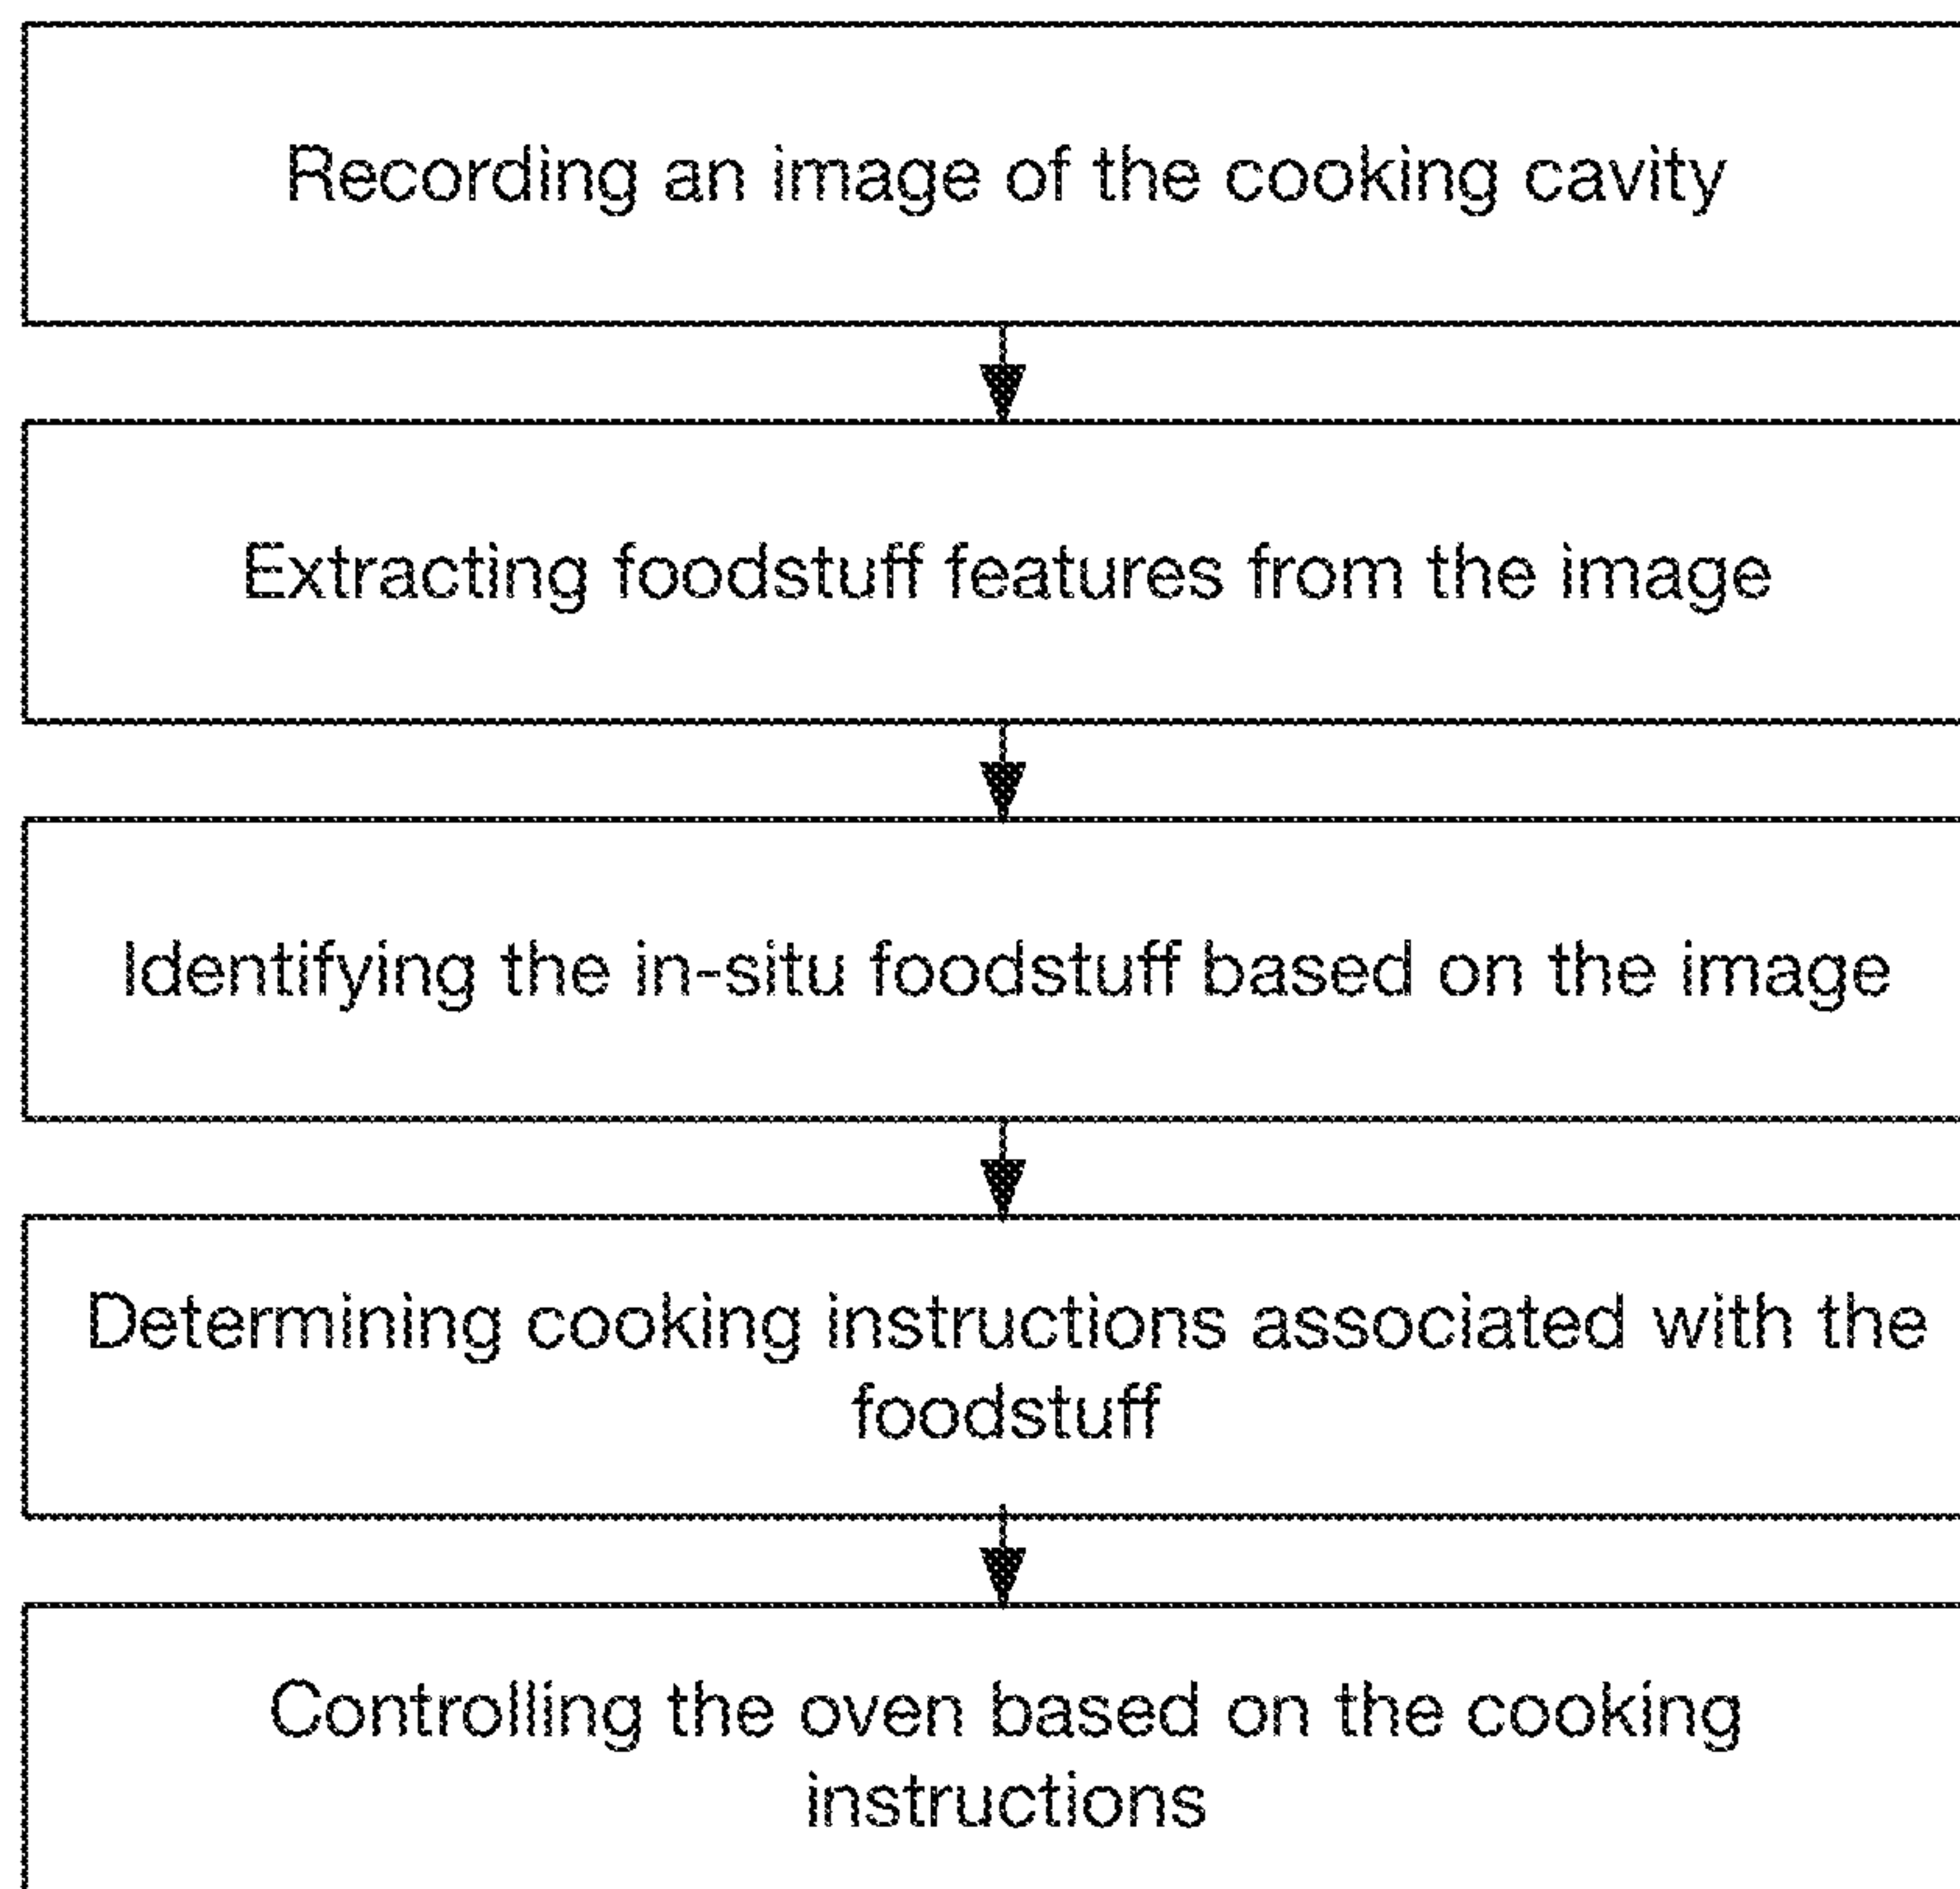 Recording an image of the cooking cavity
Extracting foodstuff features from the image
Identifying the in-situ foodstuff based on the image
Determining cooking instructions associated with the
foodstuff
Controlling the oven based on the cooking
instructions